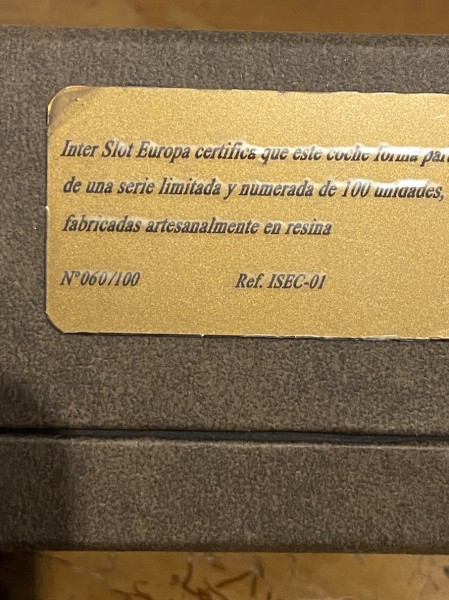 Inter Slot Europa certifica que este coche forma par
de una serie limitada y numerada de 100 unidades,
fabricadas artesanalmente en resina
Nº060/100 Ref. ISEC-01